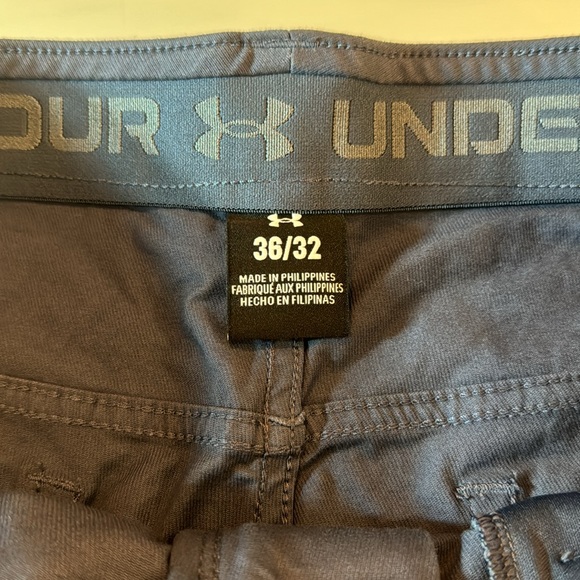 OUR UNDE
36/32
MADE IN PHILIPPINES
FABRIQUÉ AUX PHILIPPINES
HECHO EN FILIPINAS